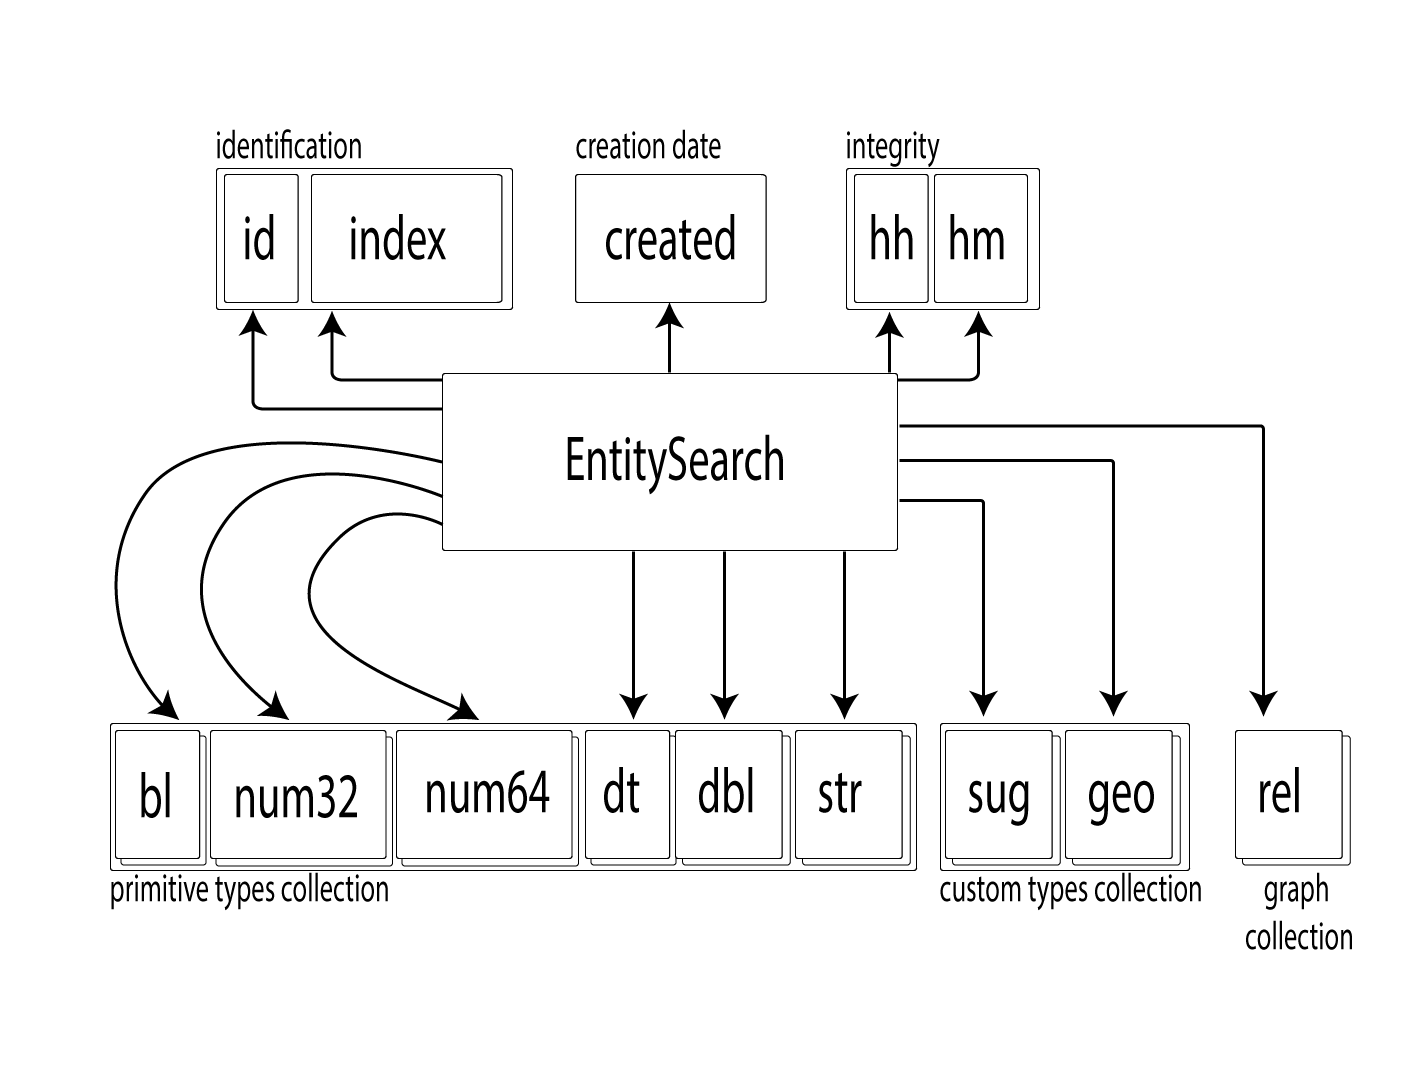 identification
creation date
integrity
id
index
created
hh
hm
EntitySearch
bl
num32
num64
dt
dbl
str
sug
geo
rel
primitive types collection
custom types collection
graph
collection